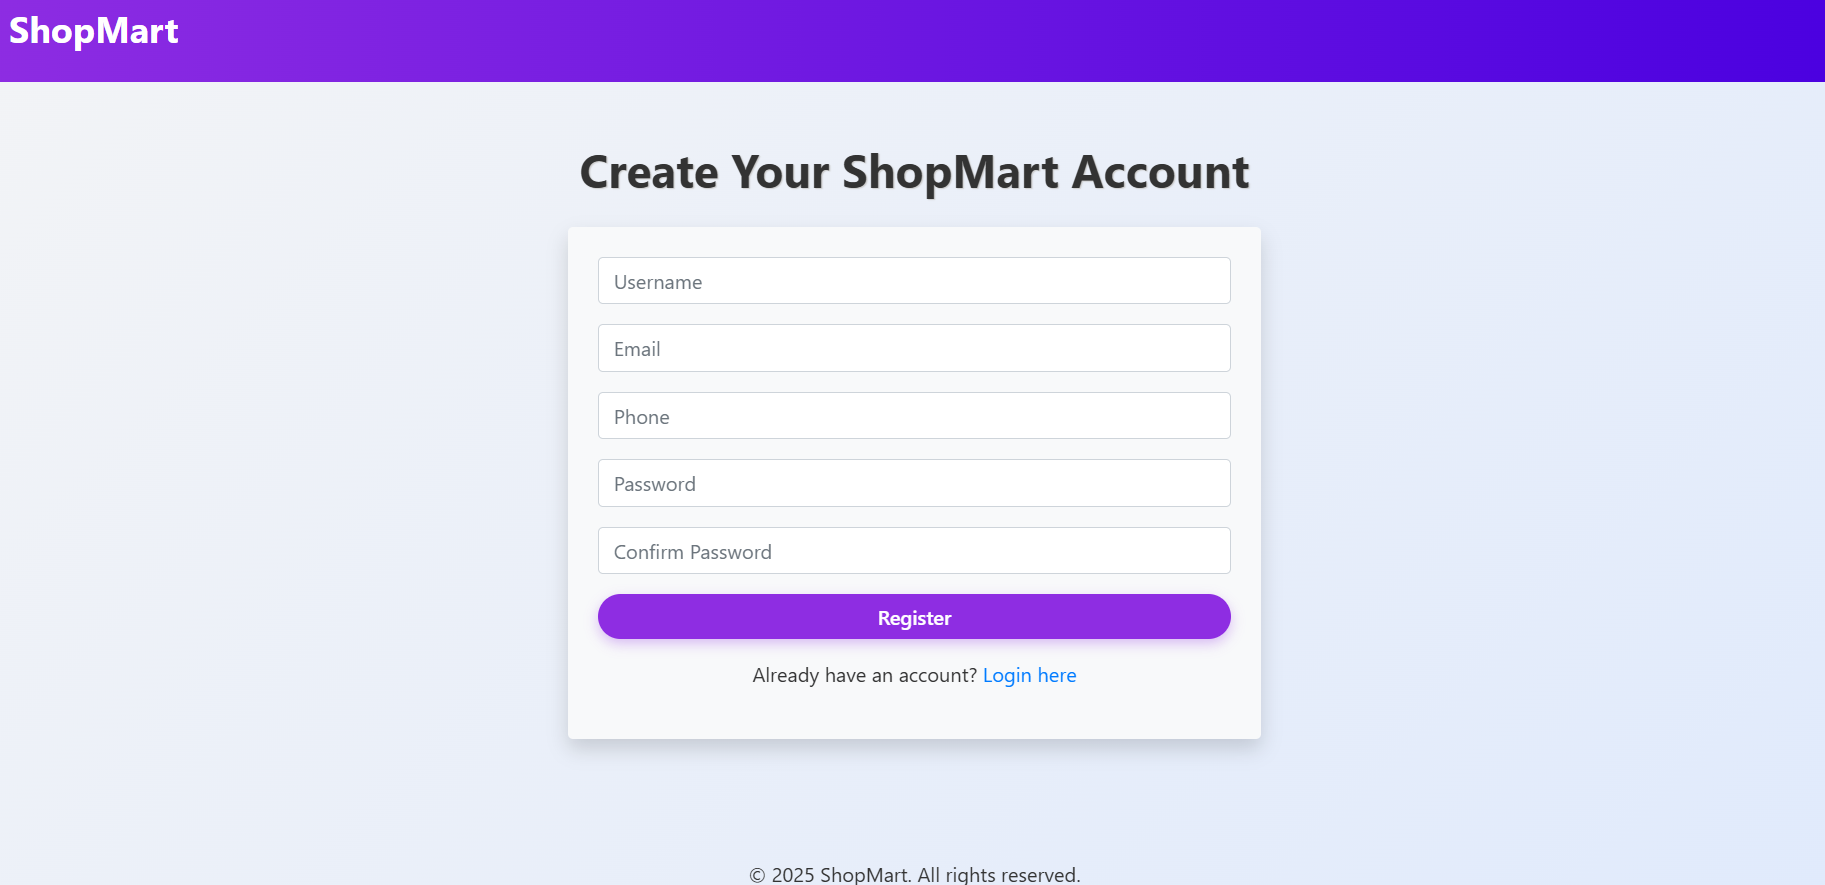 ShopMart
Create Your ShopMart Account
Username
Email
Phone
Password
Confirm Password
Register
Already have an account? Login here
© 2025 ShopMart. All rights reserved.